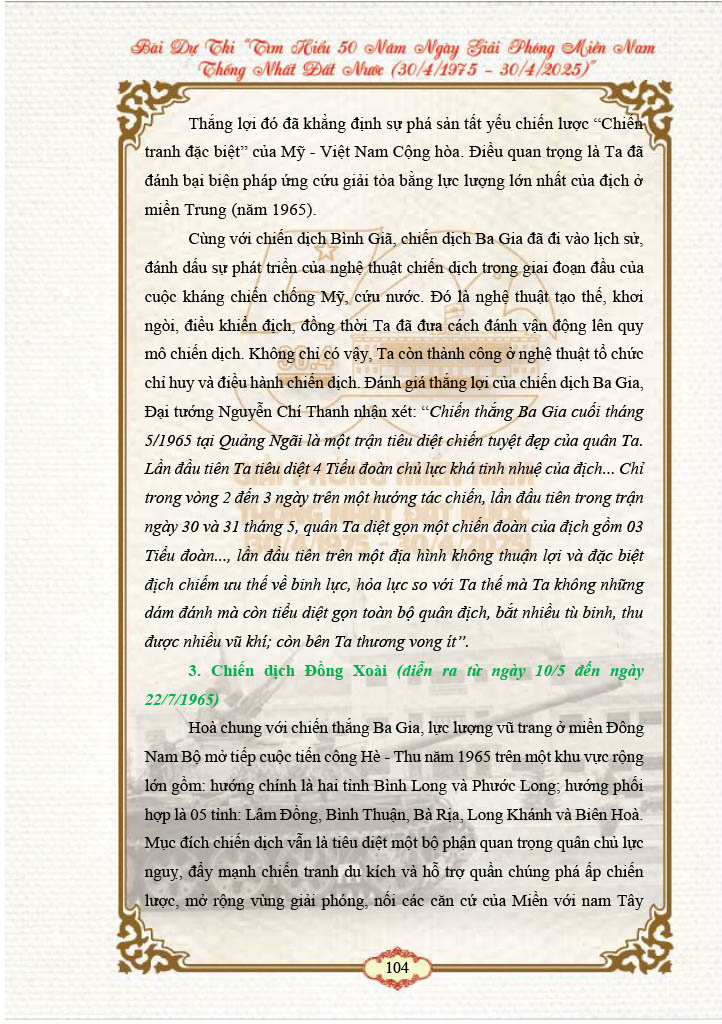 Bài Dự Thi “Tìm Hiểu 50 Năm Ngày Giải Phóng Miền Nam
Thống Nhất Đất Nước (30/4/1975 – 30/4/2025)”
Thắng lợi đó đã khẳng định sự phá sản tất yếu chiến lược “Chiến
tranh đặc biệt” của Mỹ - Việt Nam Cộng hòa. Điều quan trọng là Ta đã
đánh bại biện pháp ứng cứu giải tỏa bằng lực lượng lớn nhất của địch ở
miền Trung (năm 1965).
Cùng với chiến dịch Bình Giã, chiến dịch Ba Gia đã đi vào lịch sử,
đánh dấu sự phát triển của nghệ thuật chiến dịch trong giai đoạn đầu của
cuộc kháng chiến chống Mỹ, cứu nước. Đó là nghệ thuật tạo thế, khơi
ngòi, điều khiển địch, đồng thời Ta đã đưa cách đánh vận động lên quy
mô chiến dịch. Không chỉ có vậy, Ta còn thành công ở nghệ thuật tổ chức
chỉ huy và điều hành chiến dịch. Đánh giá thắng lợi của chiến dịch Ba Gia,
Đại tướng Nguyễn Chí Thanh nhận xét: “Chiến thắng Ba Gia cuối tháng
5/1965 tại Quảng Ngãi là một trận tiêu diệt chiến tuyệt đẹp của quân Ta.
Lần đầu tiên Ta tiêu diệt 4 Tiểu đoàn chủ lực khá tinh nhuệ của địch... Chỉ
trong vòng 2 đến 3 ngày trên một hướng tác chiến, lần đầu tiên trong trận
ngày 30 và 31 tháng 5, quân Ta diệt gọn một chiến đoàn của địch gồm 03
Tiểu đoàn..., lần đầu tiên trên một địa hình không thuận lợi và đặc biệt
địch chiếm ưu thế về binh lực, hỏa lực so với Ta thế mà Ta không những
dám đánh mà còn tiểu diệt gọn toàn bộ quân địch, bắt nhiều tù binh, thu
được nhiều vũ khí; còn bên Ta thương vong ít”.
3. Chiến dịch Đồng Xoài (diễn ra từ ngày 10/5 đến ngày
22/7/1965)
Hoà chung với chiến thắng Ba Gia, lực lượng vũ trang ở miền Đông
Nam Bộ mở tiếp cuộc tiến công Hè - Thu năm 1965 trên một khu vực rộng
lớn gồm: hướng chính là hai tỉnh Bình Long và Phước Long; hướng phối
hợp là 05 tỉnh: Lâm Đồng, Bình Thuận, Bà Rịa, Long Khánh và Biên Hoà.
Mục đích chiến dịch vẫn là tiêu diệt một bộ phận quan trọng quân chủ lực
nguỵ, đẩy mạnh chiến tranh du kích và hỗ trợ quần chúng phá ấp chiến
lược, mở rộng vùng giải phóng, nối các căn cứ của Miền với nam Tây
30-4
GIẢI PHÓNG MIỀN NAM
THỐNG NHẤT ĐẤT NƯỚC
(30/4/1975 - 30/4/2025)
104